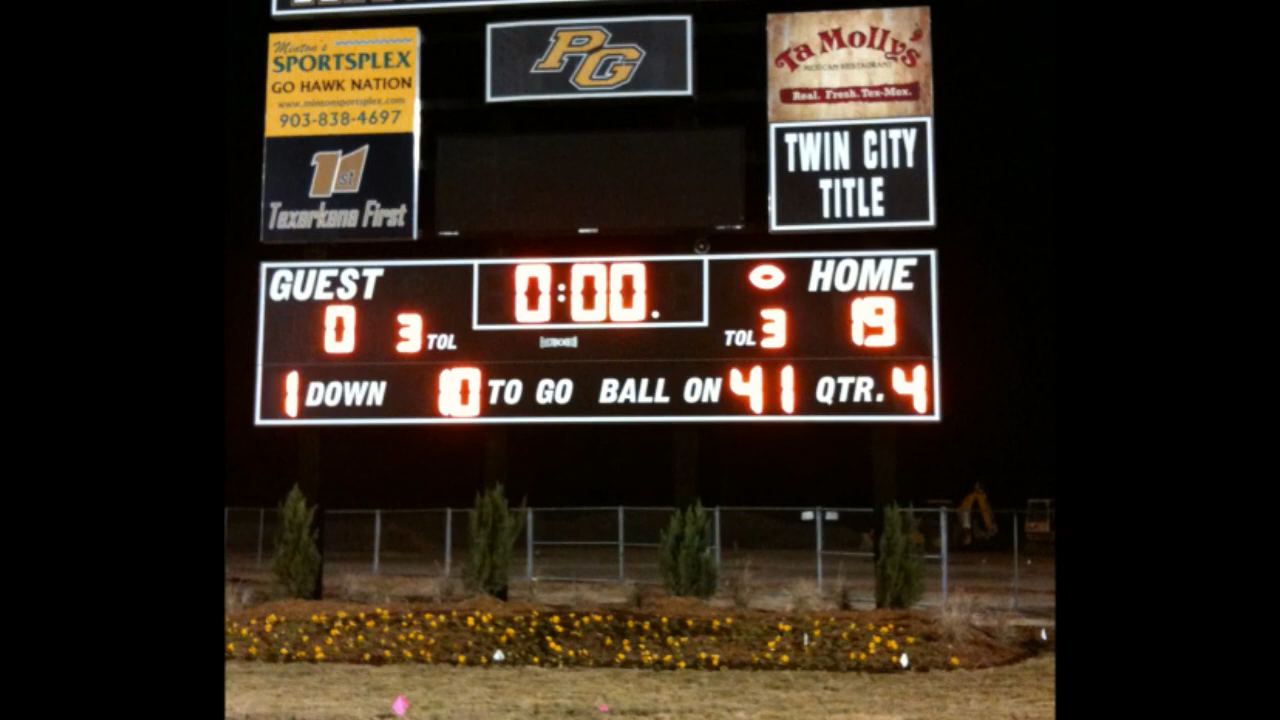 Minton's
SPORTSPLEX
GO HAWK NATION
www.mintonsportsplex.com
903-838-4697
1st
Texarkana First
PG
Ta Molly's
MEXICAN RESTAURANT
Real. Fresh. Tex-Mex.
TWIN CITY
TITLE
GUEST 0:00. HOME
0 3 TOL TOL 3 19
1 DOWN 10 TO GO BALL ON 41 QTR. 4